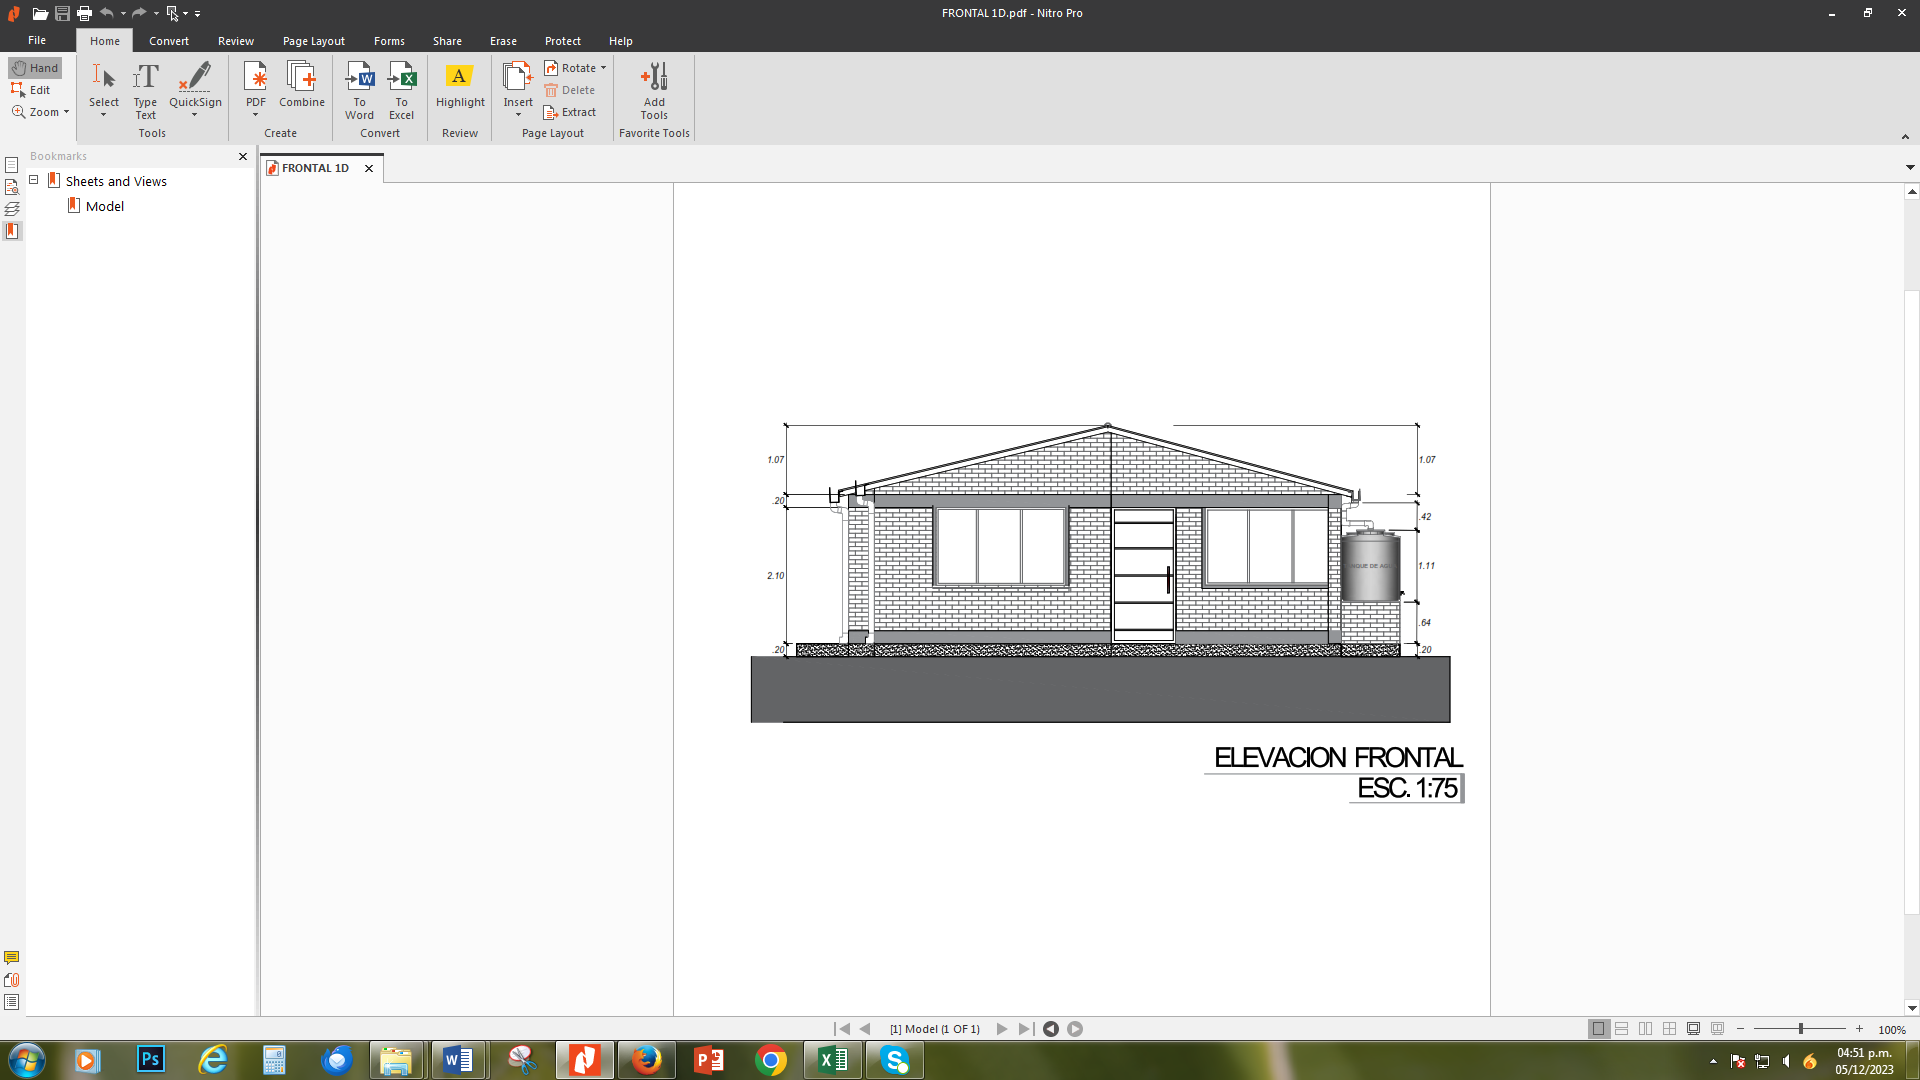 FRONTAL 1D.pdf - Nitro Pro
File
Home
Convert
Review
Page Layout
Forms
Share
Erase
Protect
Help
Hand
Edit
Zoom
Select
Type Text
QuickSign
Tools
PDF
Combine
Create
To Word
To Excel
Convert
Highlight
Review
Insert
Rotate
Delete
Extract
Page Layout
Add Tools
Favorite Tools
Bookmarks
Sheets and Views
Model
FRONTAL 1D
1.07
.20
2.10
.20
1.07
.42
1.11
.64
.20
ELEVACION FRONTAL
ESC. 1:75
[1] Model (1 OF 1)
100%
04:51 p.m.
05/12/2023